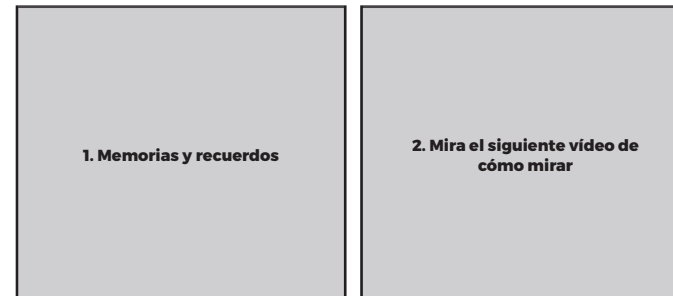 1. Memorias y recuerdos
2. Mira el siguiente vídeo de
cómo mirar